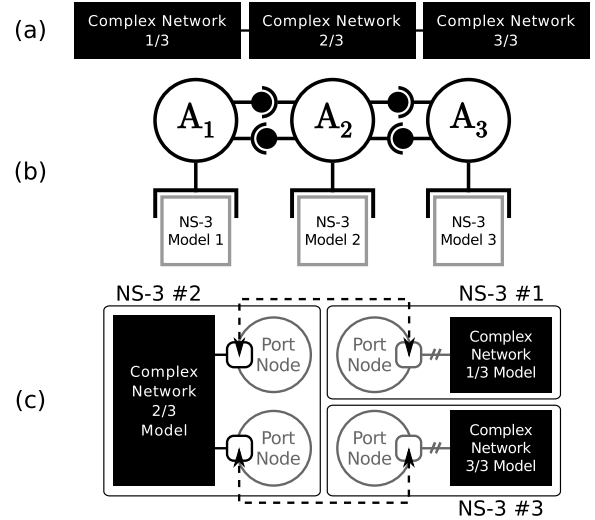 (a)
Complex Network
1/3
Complex Network
2/3
Complex Network
3/3
(b)
A1
A2
A3
NS-3
Model 1
NS-3
Model 2
NS-3
Model 3
(c)
NS-3 #2
NS-3 #1
Complex
Network
2/3
Model
Port
Node
Port
Node
Complex
Network
1/3 Model
Port
Node
Port
Node
Complex
Network
3/3 Model
NS-3 #3